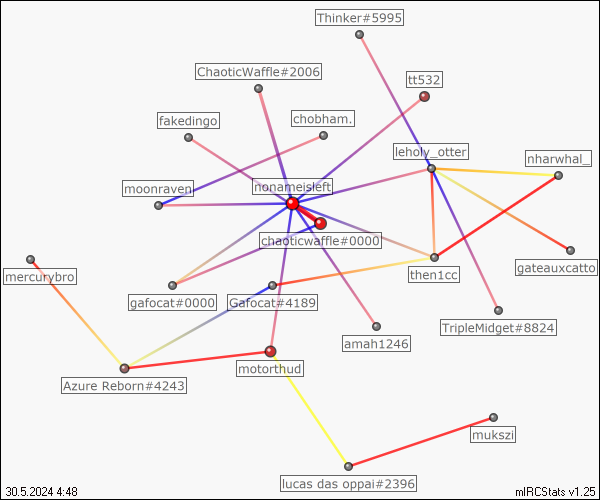 Thinker#5995
ChaoticWaffle#2006
tt532
fakedingo
chobham.
leholy_otter
nharwhal_
moonraven
nonameisleft
chaoticwaffle#0000
mercurybro
then1cc
gateauxcatto
gafocat#0000
Gafocat#4189
amah1246
TripleMidget#8824
Azure Reborn#4243
motorthud
mukszi
lucas das oppai#2396
30.5.2024 4:48
mIRCStats v1.25